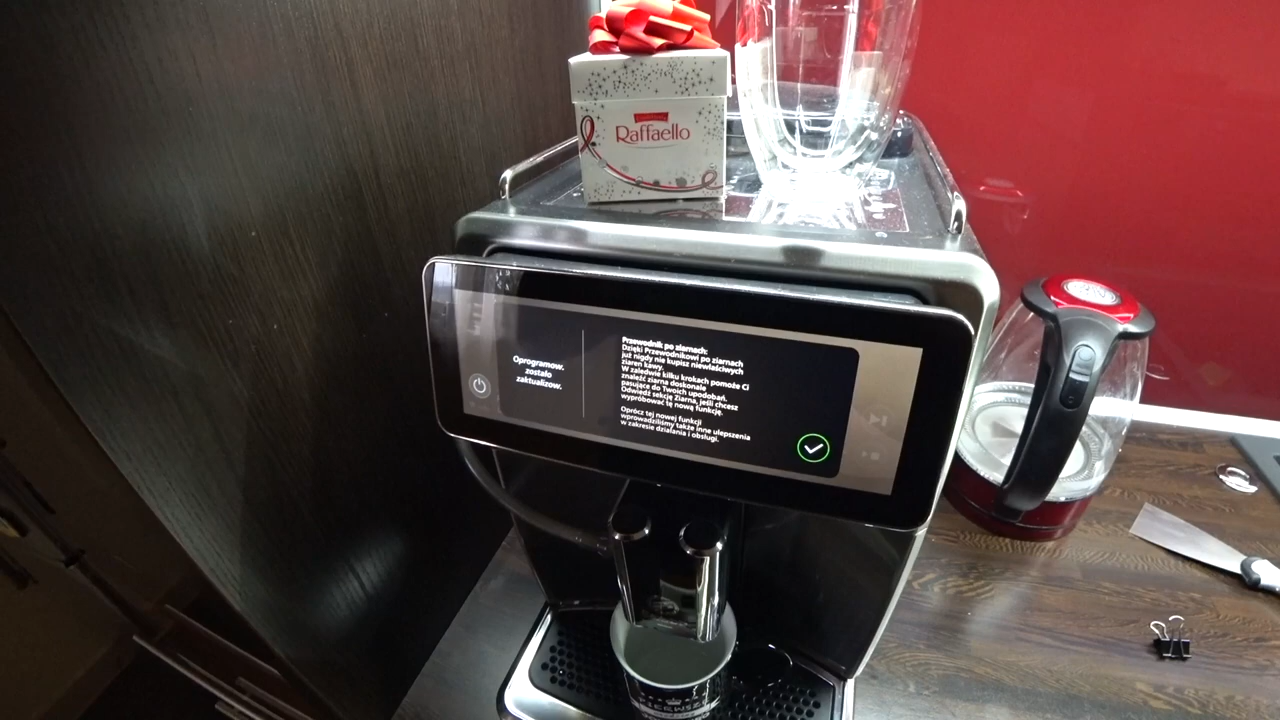 Raffaello
Oprogramow.
zostało
zaktualizow.
Przewodnik po ziarnach:
Dzięki Przewodnikowi po ziarnach
już nigdy nie kupisz niewłaściwych
ziaren kawy.
W zaledwie kilku krokach pomoże Ci
znaleźć ziarna doskonale
pasujące do Twoich upodobań.
Odwiedź sekcję Ziarna, jeśli chcesz
wypróbować tę nową funkcję.
Oprócz tej nowej funkcji
wprowadziliśmy także inne ulepszenia
w zakresie działania i obsługi.